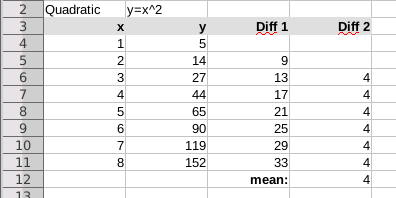 2 Quadratic y=x^2
3 x y Diff 1 Diff 2
4 1 5
5 2 14 9
6 3 27 13 4
7 4 44 17 4
8 5 65 21 4
9 6 90 25 4
10 7 119 29 4
11 8 152 33 4
12 mean: 4
13